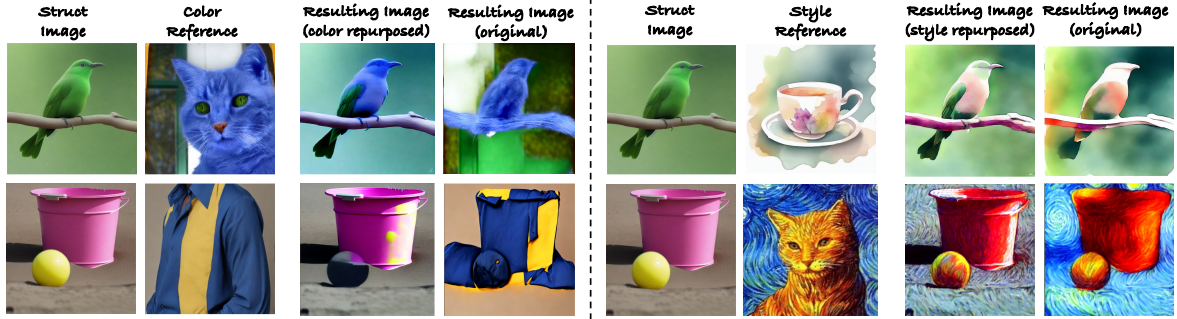 Struct
Image
Color
Reference
Resulting Image
(color repurposed)
Resulting Image
(original)
Struct
Image
Style
Reference
Resulting Image
(style repurposed)
Resulting Image
(original)